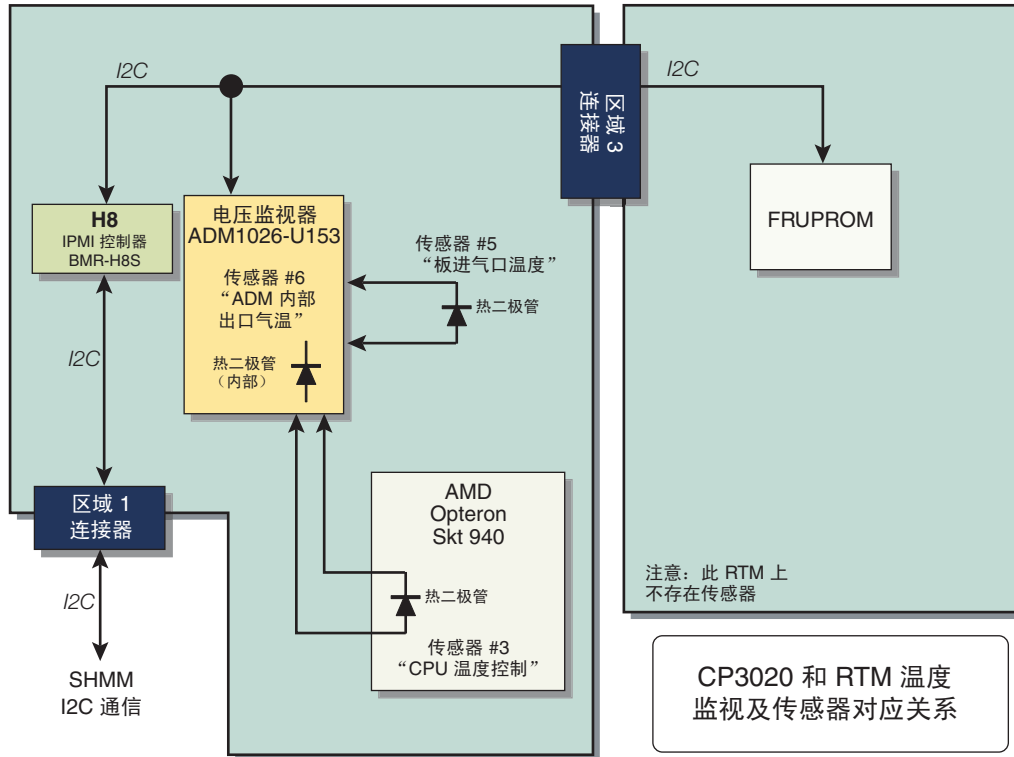 I2C
区域 3
连接器
I2C
H8
IPMI 控制器
BMR-H8S
电压监视器
ADM1026-U153
传感器 #6
“ADM 内部
出口气温”
热二极管
（内部）
传感器 #5
“板进气口温度”
热二极管
FRUPROM
I2C
区域 1
连接器
I2C
SHMM
I2C 通信
AMD
Opteron
Skt 940
热二极管
传感器 #3
“CPU 温度控制”
注意：此 RTM 上
不存在传感器
CP3020 和 RTM 温度
监视及传感器对应关系